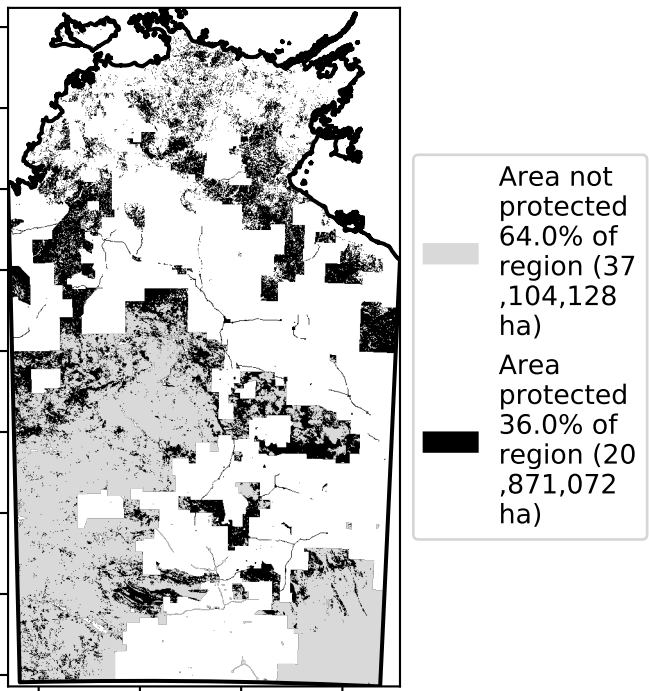 Area not
protected
64.0% of
region (37
,104,128
ha)
Area
protected
36.0% of
region (20
,871,072
ha)